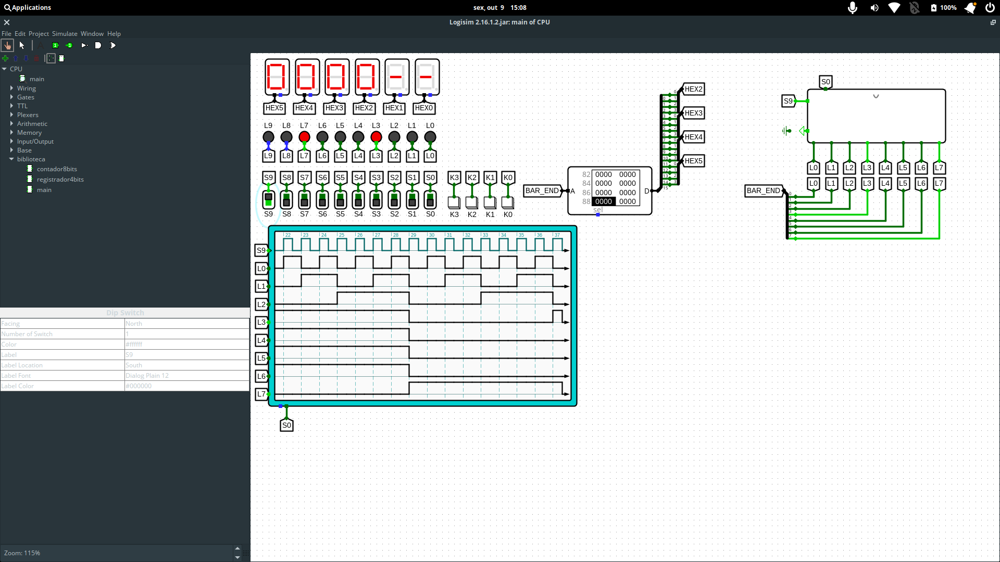 Applications
sex, out 9 15:08
100%
Logisim 2.16.1.2.jar: main of CPU
File Edit Project Simulate Window Help
CPU
main
Wiring
Gates
TTL
Plexers
Arithmetic
Memory
Input/Output
Base
biblioteca
contador8bits
registrador4bits
main
Dip Switch
Facing North
Number of Switch 1
Color #ffffff
Label S9
Label Location South
Label Font Dialog Plain 12
Label Color #000000
Zoom: 115%
HEX5 HEX4 HEX3 HEX2 HEX1 HEX0
L9 L8 L7 L6 L5 L4 L3 L2 L1 L0
L9 L8 L7 L6 L5 L4 L3 L2 L1 L0
S9 S8 S7 S6 S5 S4 S3 S2 S1 S0 K3 K2 K1 K0
S9 S8 S7 S6 S5 S4 S3 S2 S1 S0 K3 K2 K1 K0
BAR_END
A
82 0000 0000
84 0000 0000
86 0000 0000
88 0000 0000
sel
D
HEX2
HEX3
HEX4
HEX5
S0
S9
L0 L1 L2 L3 L4 L5 L6 L7
L0 L1 L2 L3 L4 L5 L6 L7
BAR_END
22 23 24 25 26 27 28 29 30 31 32 33 34 35 36 37
S9
L0
L1
L2
L3
L4
L5
L6
L7
S0